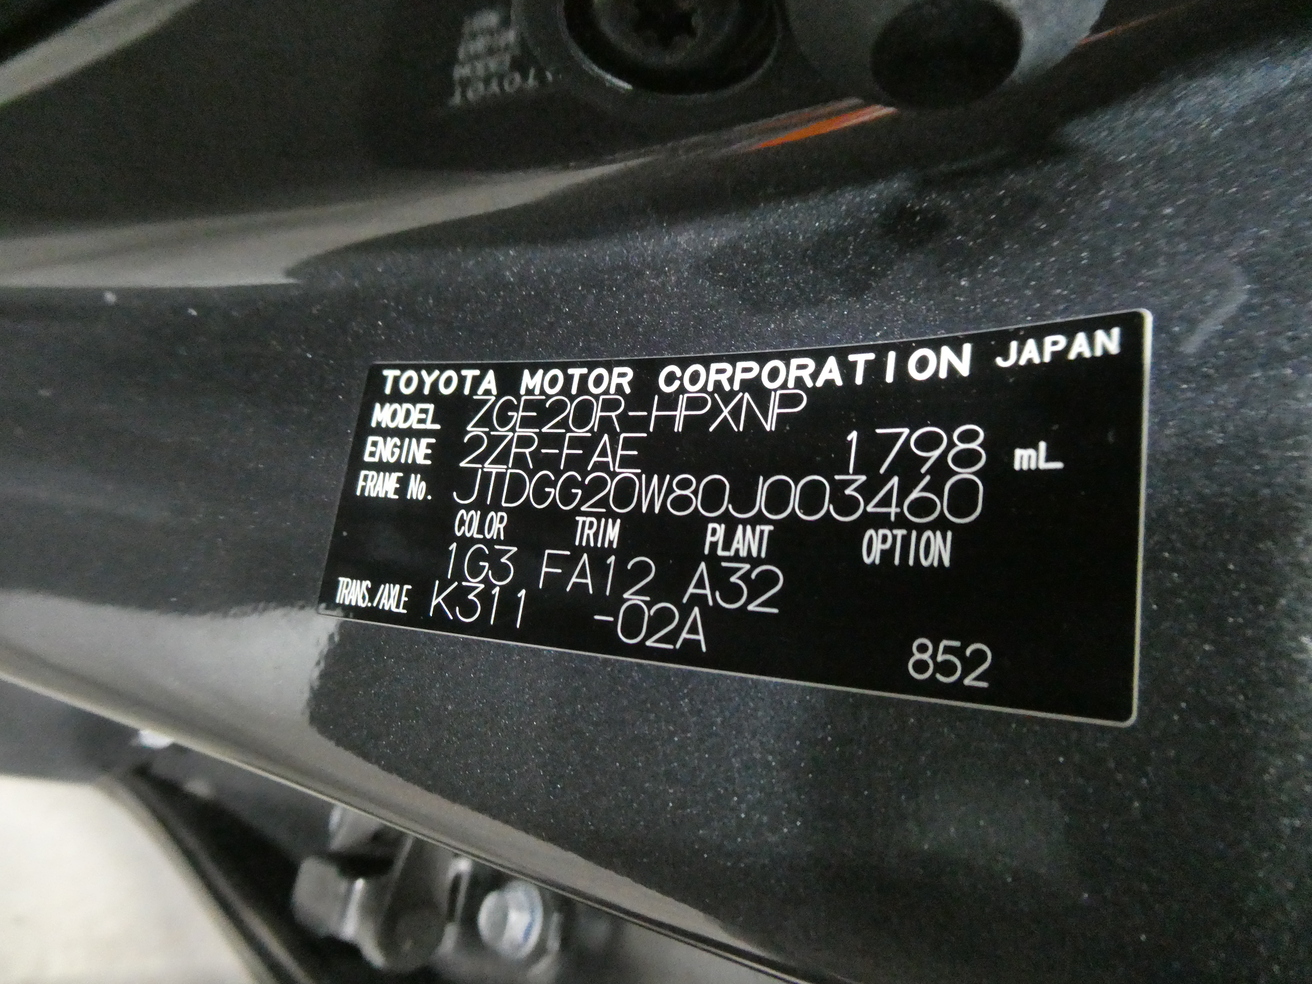 TOYOTA MOTOR CORPORATION JAPAN
MODEL ZGE20R-HPXNP
ENGINE 2ZR-FAE 1798 mL
FRAME No. JTDGG20W80J003460
COLOR TRIM PLANT OPTION
1G3 FA12 A32
TRANS./AXLE K311 -02A
852